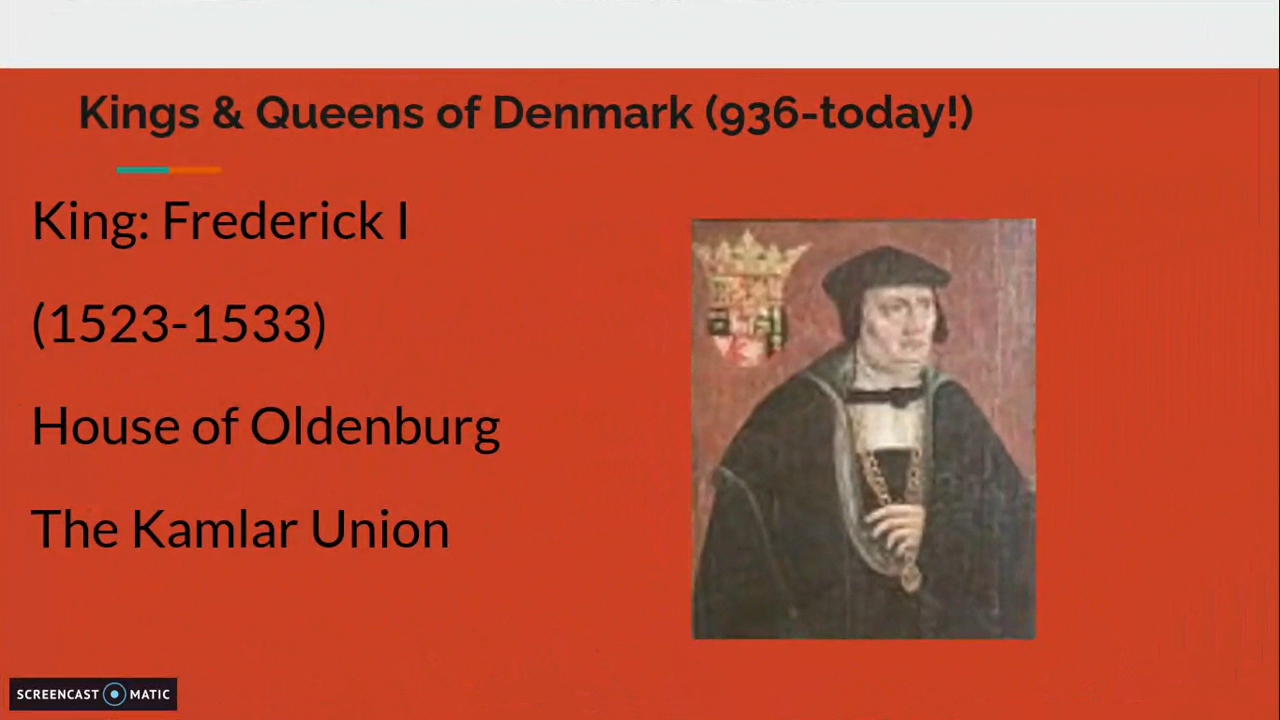 Kings & Queens of Denmark (936-today!)
King: Frederick I
(1523-1533)
House of Oldenburg
The Kamlar Union
SCREENCAST MATIC